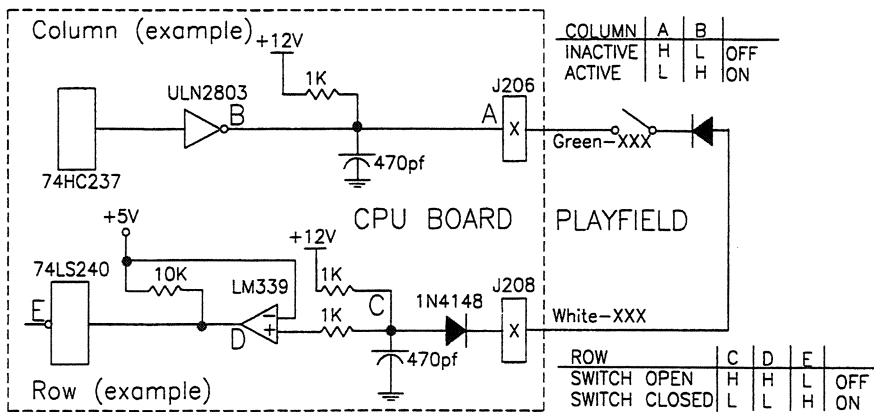 Column (example)
+12V
COLUMN A B
INACTIVE H L OFF
ACTIVE L H ON
1K
ULN2803
J206
B
A
X
Green-XXX
470pf
74HC237
+5V
CPU BOARD
PLAYFIELD
+12V
74LS240
10K
LM339
1K
C
1N4148
J208
E
1K
X
White-XXX
D
470pf
Row (example)
ROW C D E
SWITCH OPEN H H L OFF
SWITCH CLOSED L L H ON